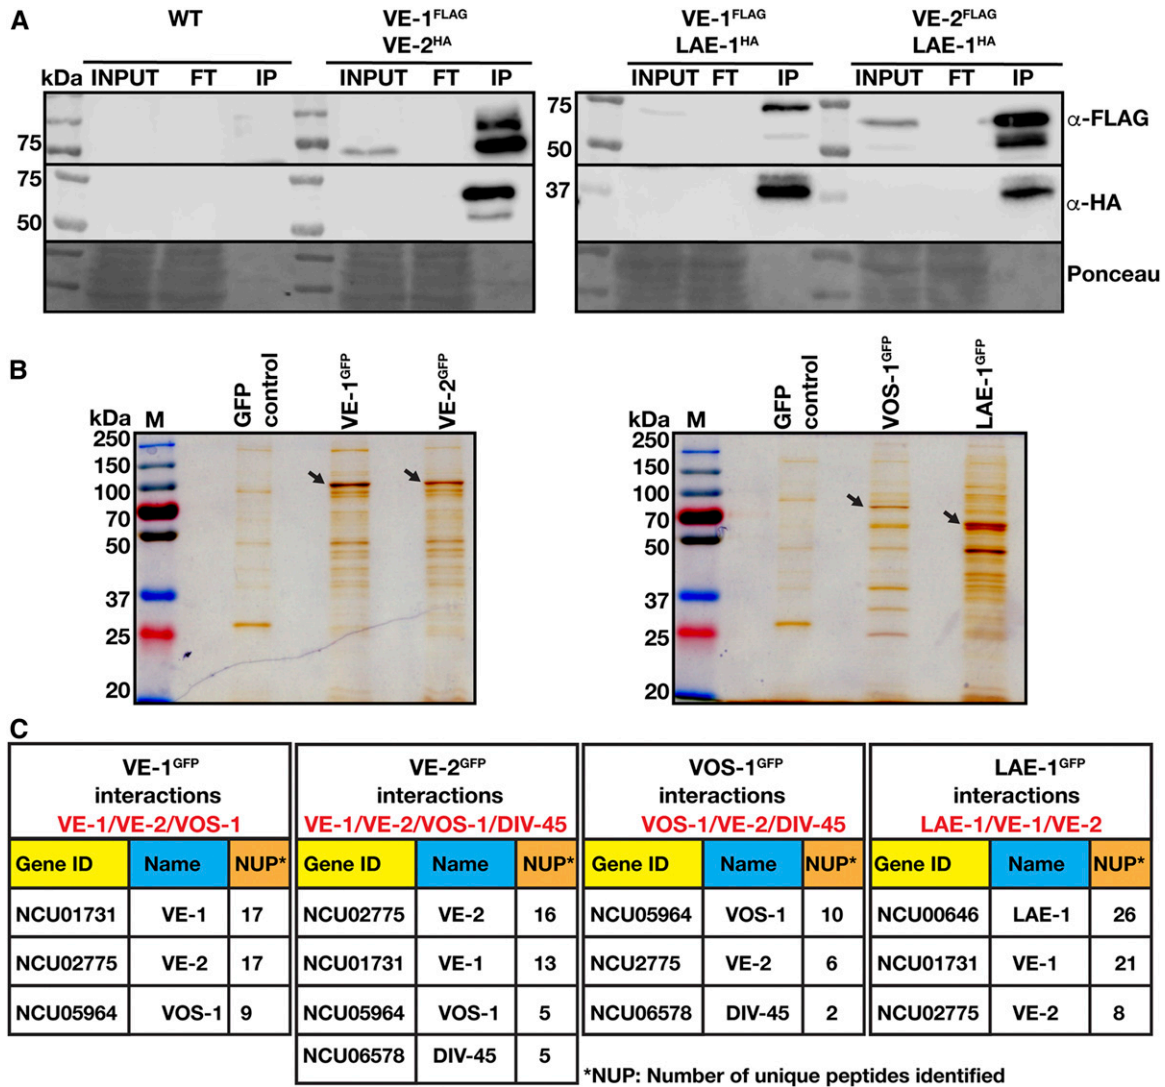 A
WT
VE-1FLAG
VE-2HA
VE-1FLAG
LAE-1HA
VE-2FLAG
LAE-1HA
kDa INPUT FT IP INPUT FT IP INPUT FT IP INPUT FT IP
75
75
50
75
50
37
α-FLAG
α-HA
Ponceau
B
kDa M GFP control VE-1GFP VE-2GFP
250
150
100
70
50
37
25
20
kDa M GFP control VOS-1GFP LAE-1GFP
250
150
100
70
50
37
25
20
C
VE-1GFP
interactions
VE-1/VE-2/VOS-1
Gene ID Name NUP*
NCU01731 VE-1 17
NCU02775 VE-2 17
NCU05964 VOS-1 9
VE-2GFP
interactions
VE-1/VE-2/VOS-1/DIV-45
Gene ID Name NUP*
NCU02775 VE-2 16
NCU01731 VE-1 13
NCU05964 VOS-1 5
NCU06578 DIV-45 5
VOS-1GFP
interactions
VOS-1/VE-2/DIV-45
Gene ID Name NUP*
NCU05964 VOS-1 10
NCU2775 VE-2 6
NCU06578 DIV-45 2
LAE-1GFP
interactions
LAE-1/VE-1/VE-2
Gene ID Name NUP*
NCU00646 LAE-1 26
NCU01731 VE-1 21
NCU02775 VE-2 8
*NUP: Number of unique peptides identified